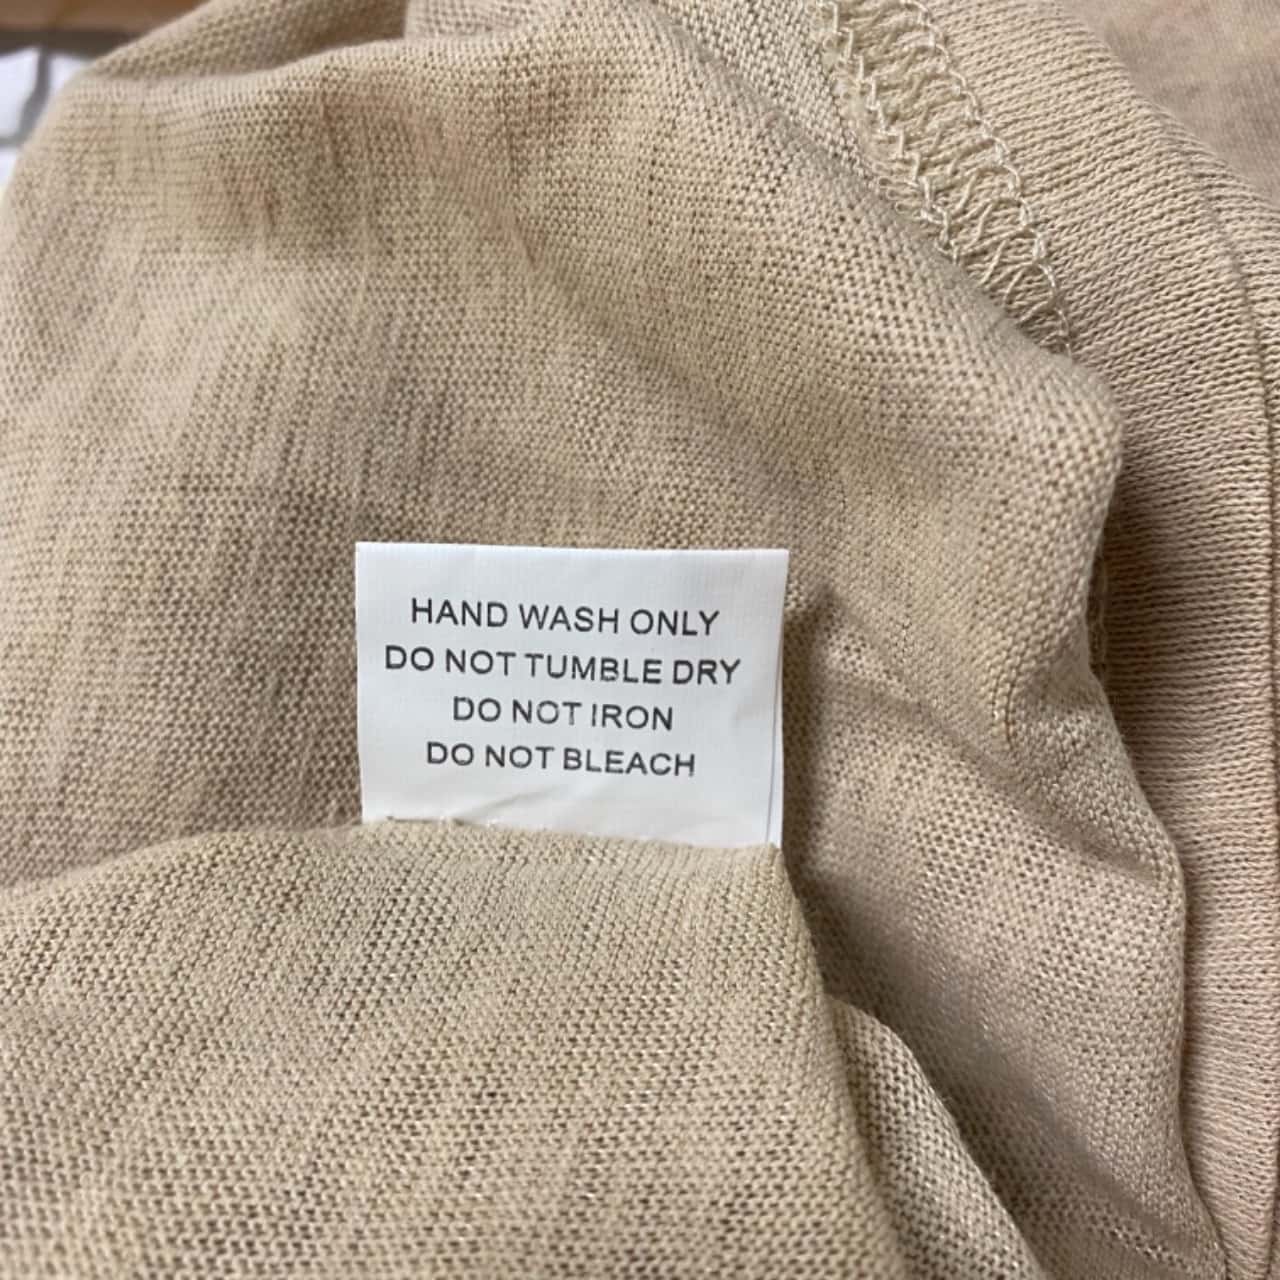 HAND WASH ONLY
DO NOT TUMBLE DRY
DO NOT IRON
DO NOT BLEACH